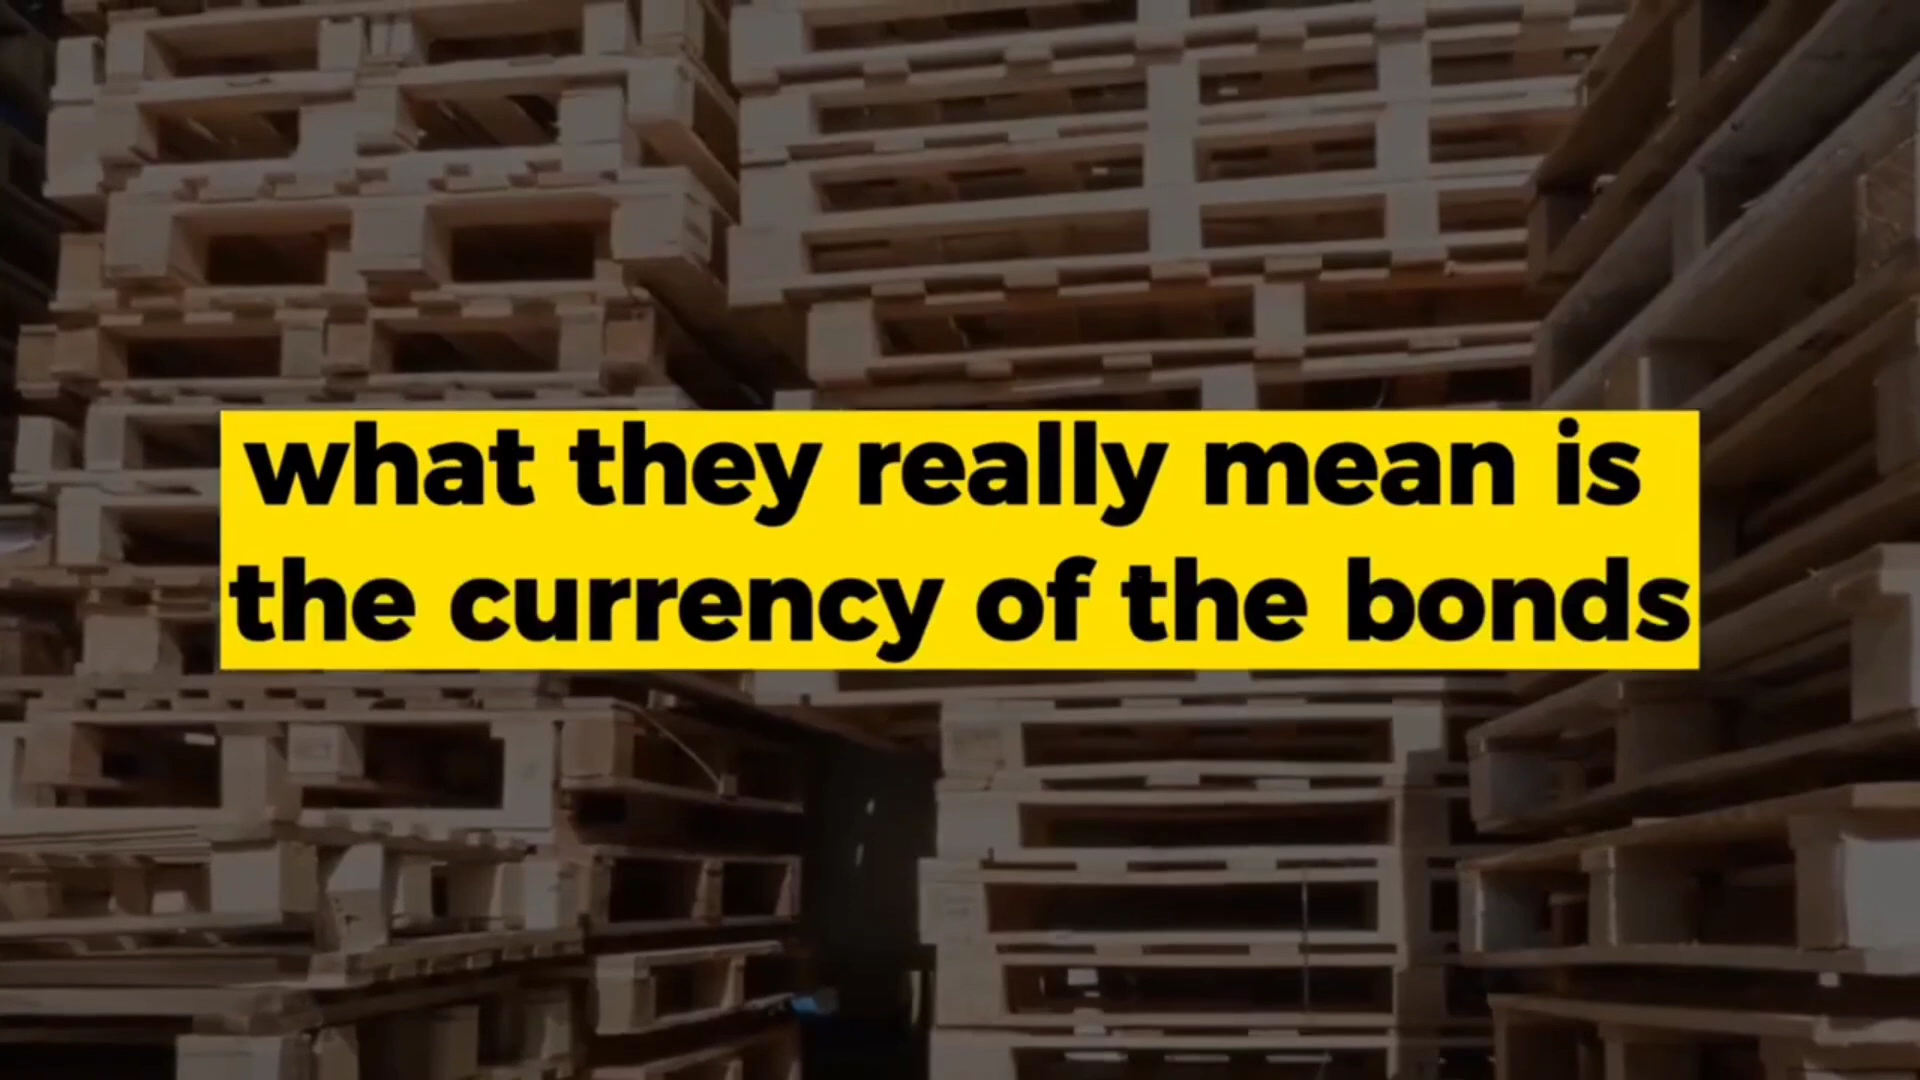 what they really mean is
the currency of the bonds